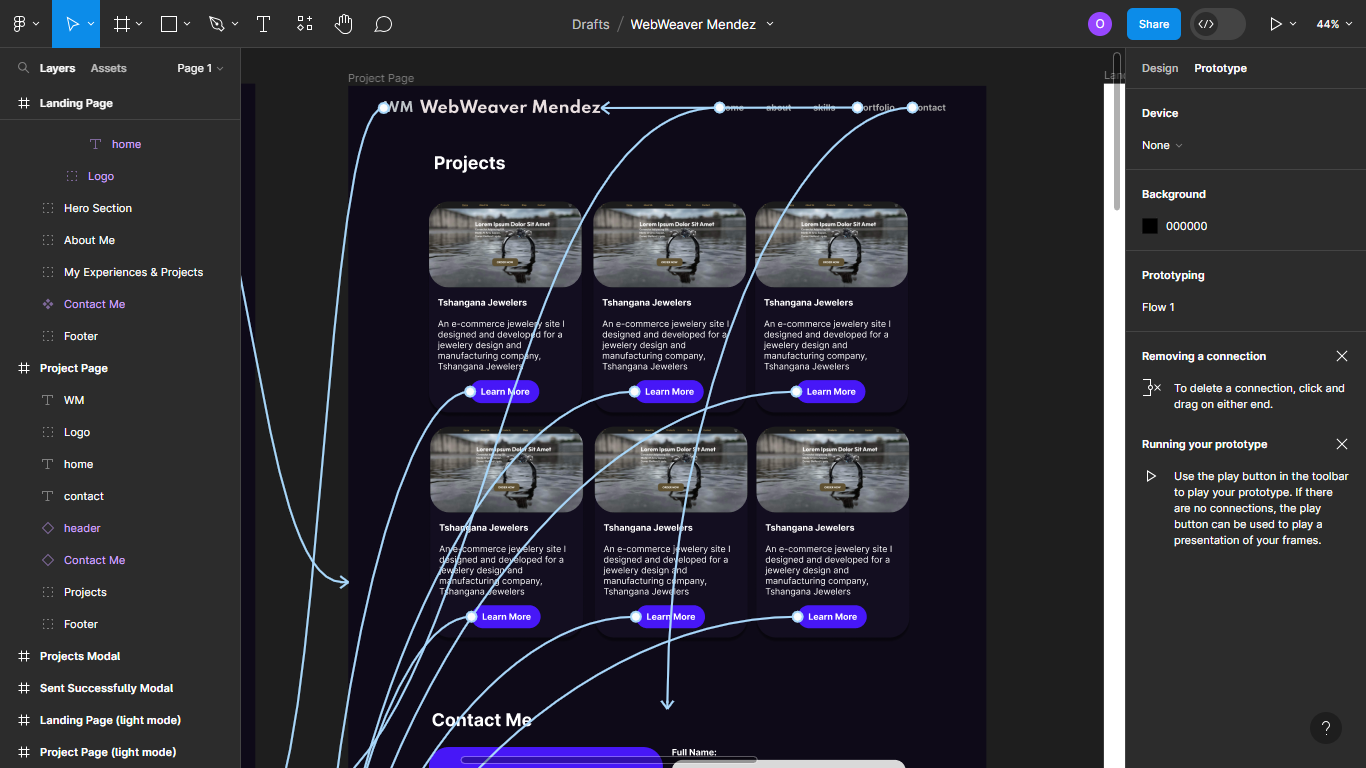 Drafts / WebWeaver Mendez
O
Share
44%
Layers
Assets
Page 1
Landing Page
home
Logo
Hero Section
About Me
My Experiences & Projects
Contact Me
Footer
Project Page
WM
Logo
home
contact
header
Contact Me
Projects
Footer
Projects Modal
Sent Successfully Modal
Landing Page (light mode)
Project Page (light mode)
Project Page
WM WebWeaver Mendez
about
skills
Projects
Lorem Ipsum Dolor Sit Amet
ORDER NOW
Tshangana Jewelers
An e-commerce jewelery site I
designed and developed for a
jewelery design and
manufacturing company,
Tshangana Jewelers
Learn More
Lorem Ipsum Dolor Sit Amet
ORDER NOW
Tshangana Jewelers
An e-commerce jewelery site I
designed and developed for a
jewelery design and
manufacturing company,
Tshangana Jewelers
Learn More
Lorem Ipsum Dolor Sit Amet
ORDER NOW
Tshangana Jewelers
An e-commerce jewelery site I
designed and developed for a
jewelery design and
manufacturing company,
Tshangana Jewelers
Learn More
Lorem Ipsum Dolor Sit Amet
ORDER NOW
Tshangana Jewelers
An e-commerce jewelery site I
designed and developed for a
jewelery design and
manufacturing company,
Tshangana Jewelers
Learn More
Lorem Ipsum Dolor Sit Amet
ORDER NOW
Tshangana Jewelers
An e-commerce jewelery site I
designed and developed for a
jewelery design and
manufacturing company,
Tshangana Jewelers
Learn More
Lorem Ipsum Dolor Sit Amet
ORDER NOW
Tshangana Jewelers
An e-commerce jewelery site I
designed and developed for a
jewelery design and
manufacturing company,
Tshangana Jewelers
Learn More
Contact Me
Full Name:
Design
Prototype
Device
None
Background
000000
Prototyping
Flow 1
Removing a connection
To delete a connection, click and
drag on either end.
Running your prototype
Use the play button in the toolbar
to play your prototype. If there
are no connections, the play
button can be used to play a
presentation of your frames.
?